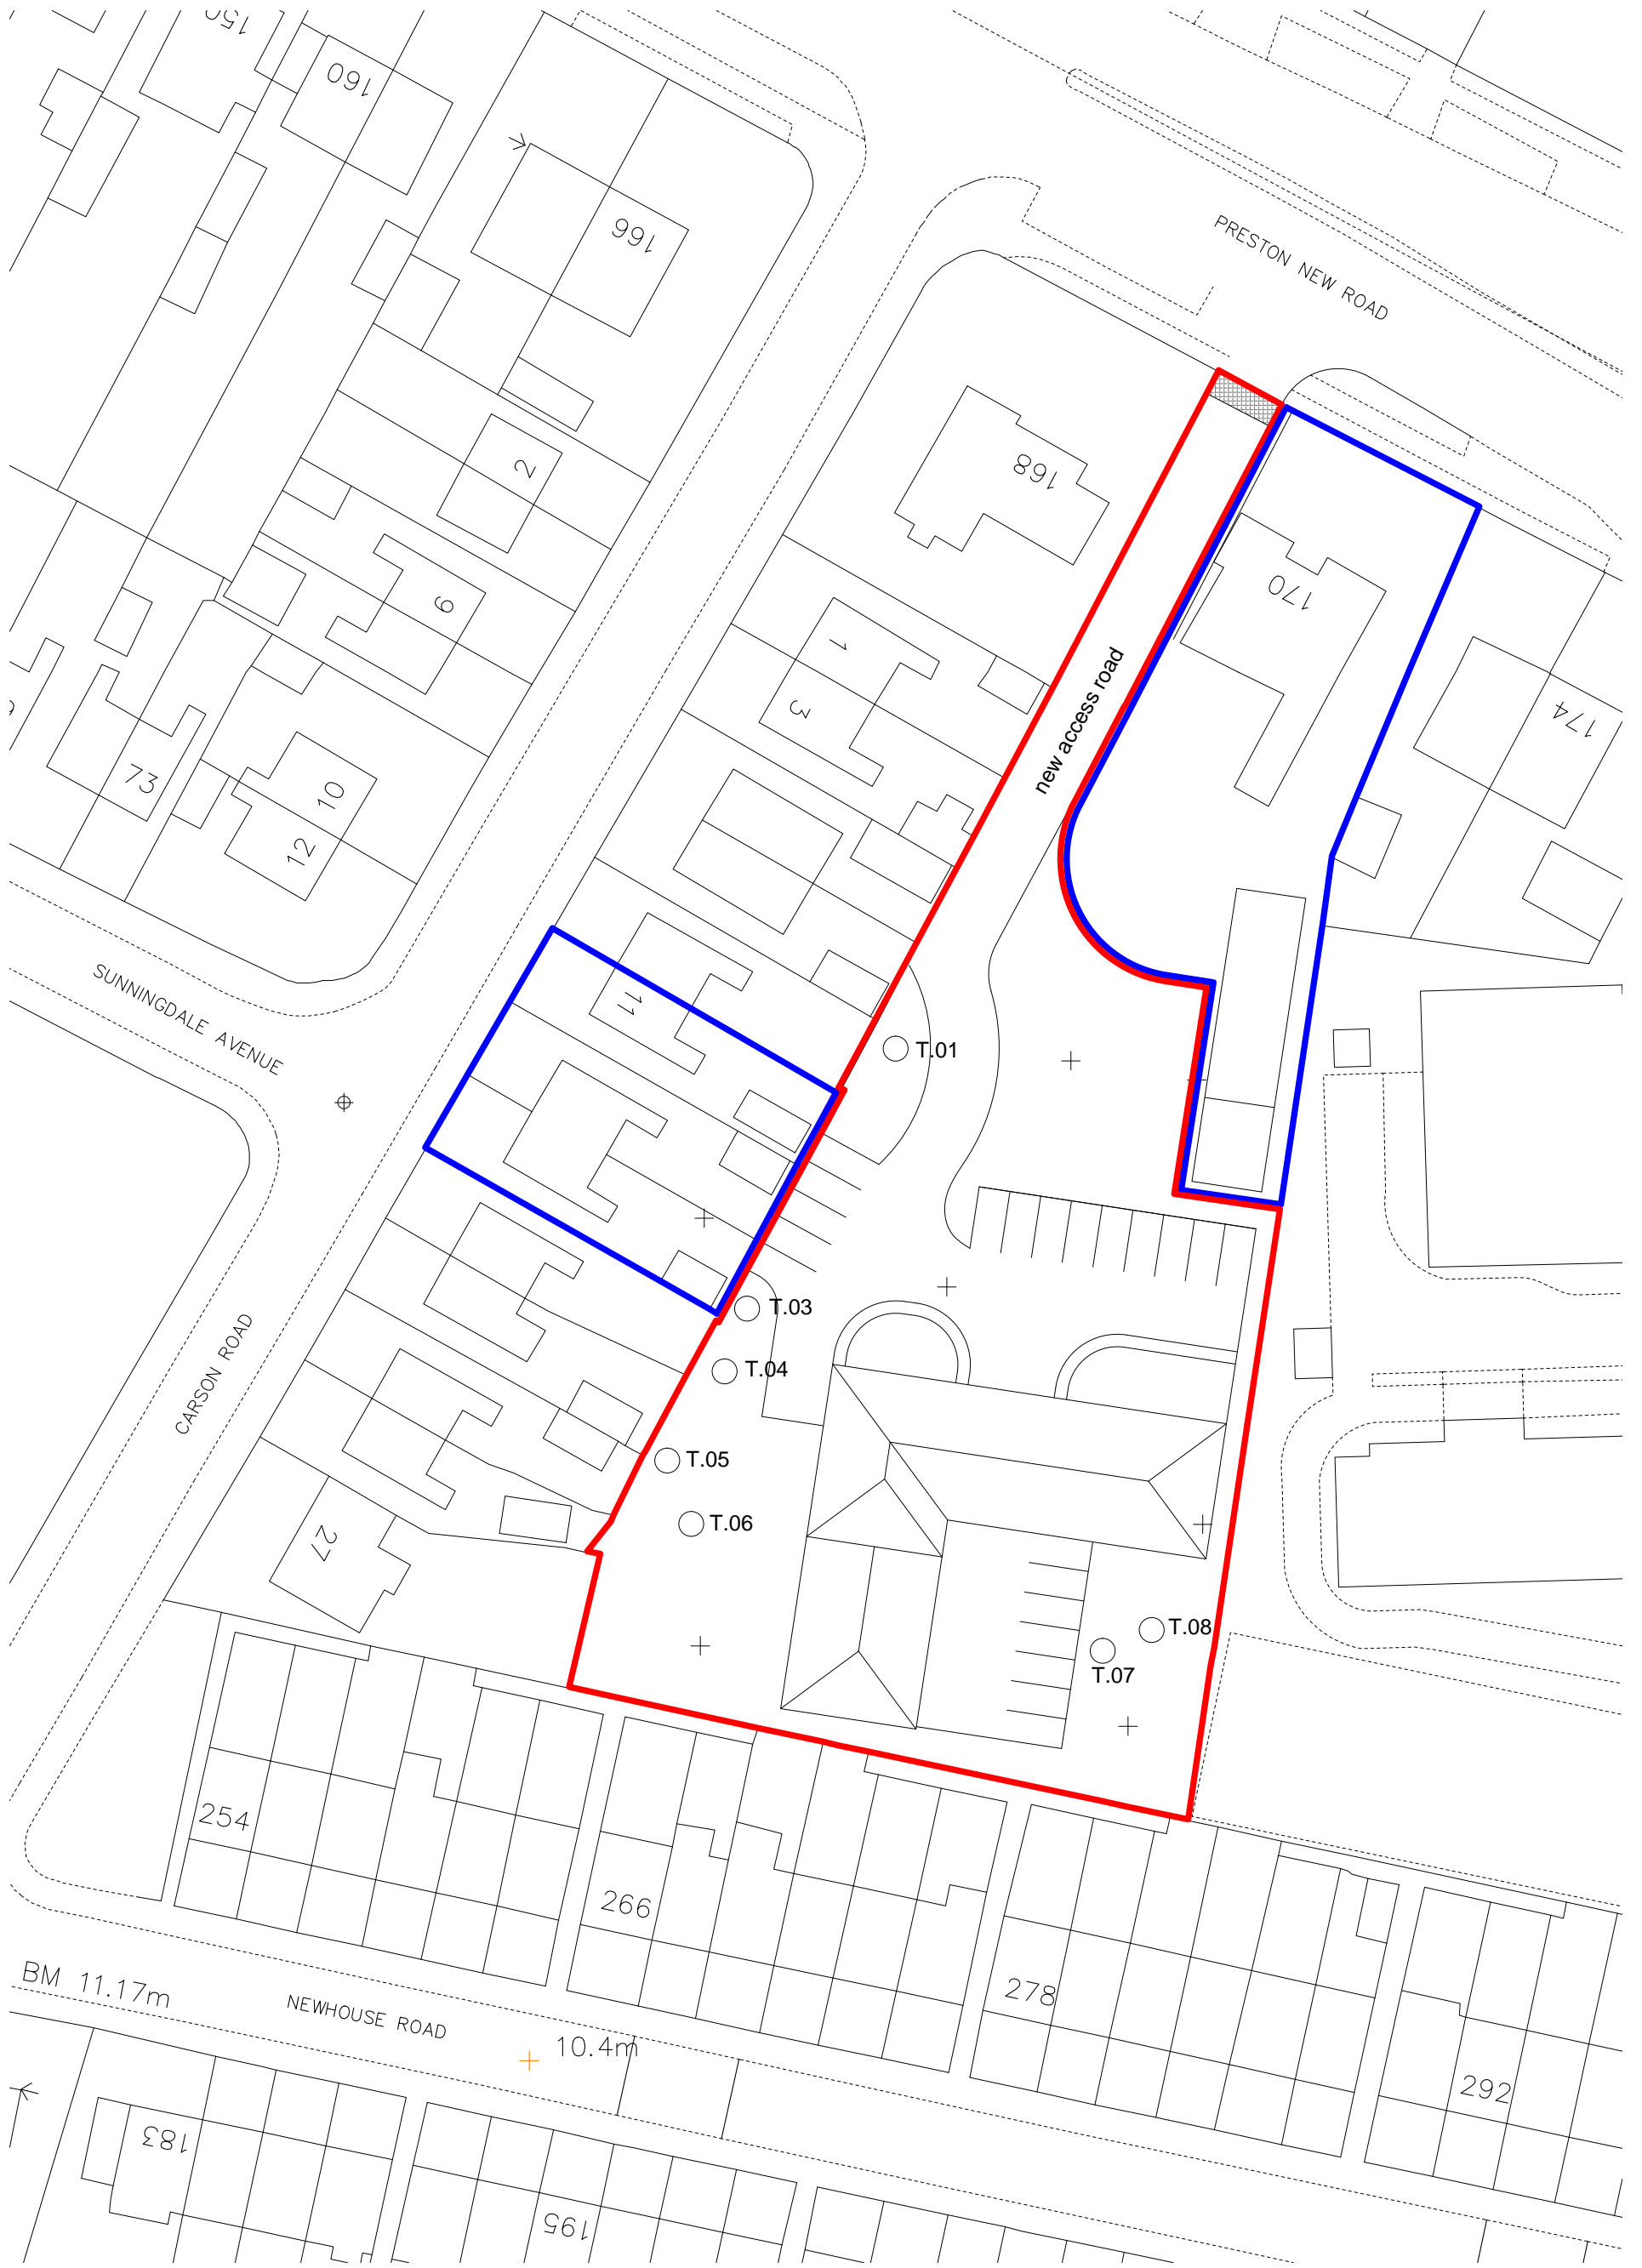 150
160
166
PRESTON NEW ROAD
168
2
170
6
1
new access road
3
174
73
10
12
SUNNINGDALE AVENUE
11
T.01
T.03
T.04
CARSON ROAD
T.05
T.06
27
T.08
T.07
254
266
278
BM 11.17m
NEWHOUSE ROAD
10.4m
292
183
195